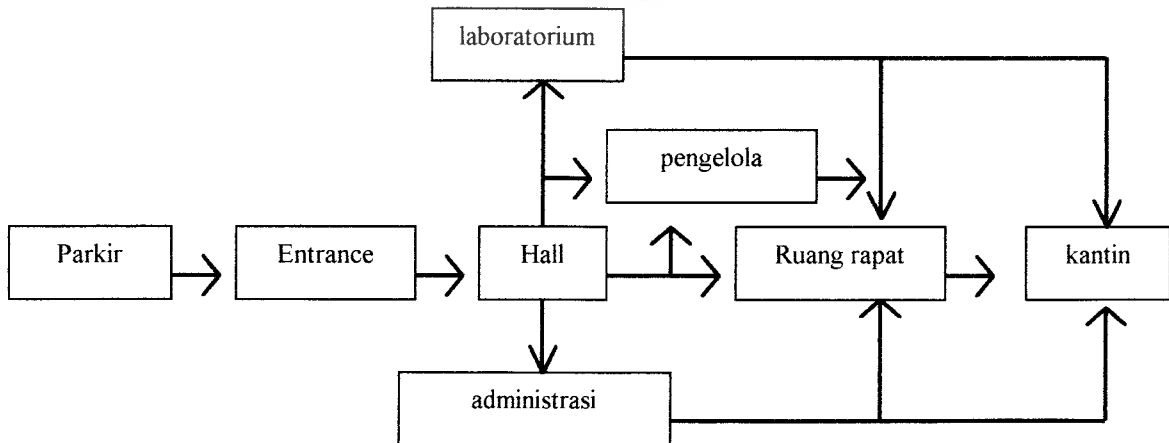 laboratorium
pengelola
Parkir
Entrance
Hall
Ruang rapat
kantin
administrasi